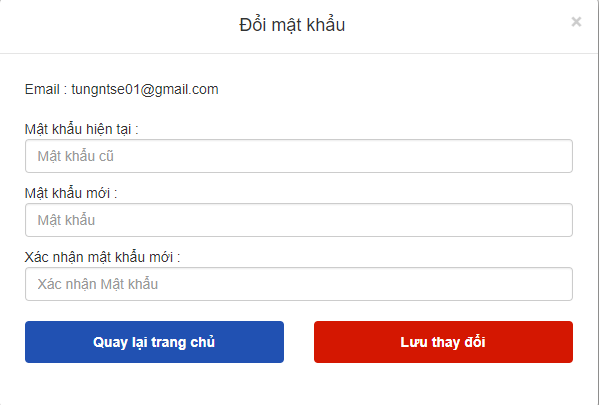 Đổi mật khẩu
×
Email : tungntse01@gmail.com
Mật khẩu hiện tại :
Mật khẩu cũ
Mật khẩu mới :
Mật khẩu
Xác nhận mật khẩu mới :
Xác nhận Mật khẩu
Quay lại trang chủ
Lưu thay đổi